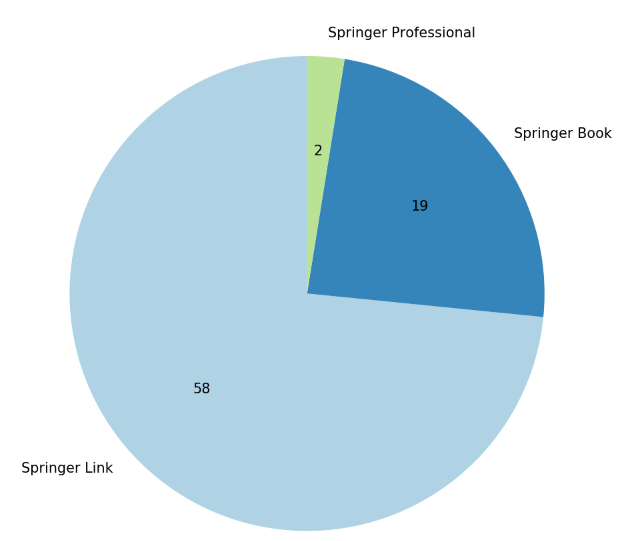 Springer Professional
Springer Book
2
19
58
Springer Link